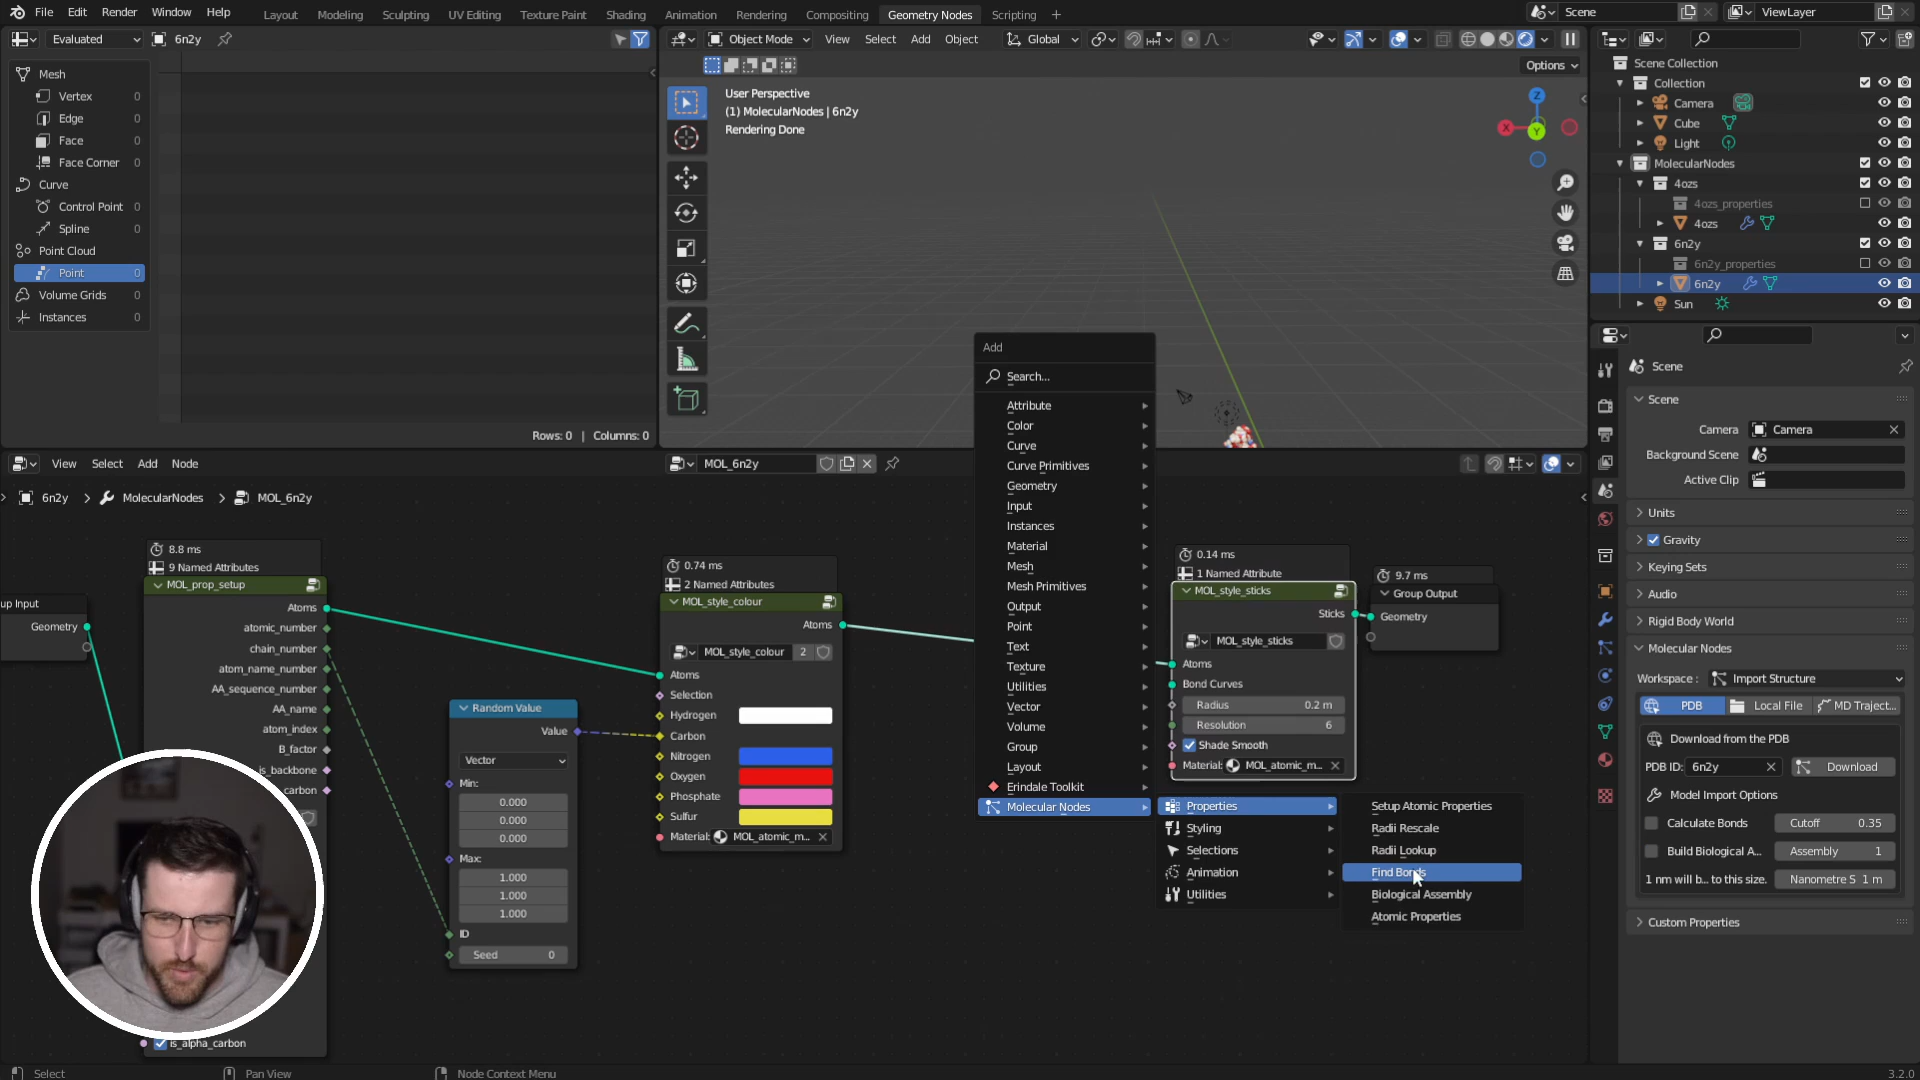 File Edit Render Window Help
Layout Modeling Sculpting UV Editing Texture Paint Shading Animation Rendering Compositing Geometry Nodes Scripting +
Scene
ViewLayer
Evaluated
6n2y
Mesh
Vertex 0
Edge 0
Face 0
Face Corner 0
Curve
Control Point 0
Spline 0
Point Cloud
Point 0
Volume Grids 0
Instances 0
Rows: 0 | Columns: 0
Object Mode View Select Add Object
Global
Options
User Perspective
(1) MolecularNodes | 6n2y
Rendering Done
Z
X
Y
Scene Collection
Collection
Camera
Cube
Light
MolecularNodes
4ozs
4ozs_properties
4ozs
6n2y
6n2y_properties
6n2y
Sun
View Select Add Node
MOL_6n2y
6n2y > MolecularNodes > MOL_6n2y
up Input
Geometry
8.8 ms
9 Named Attributes
MOL_prop_setup
Atoms
atomic_number
chain_number
atom_name_number
AA_sequence_number
AA_name
atom_index
B_factor
is_backbone
carbon
is_alpha_carbon
Random Value
Value
Vector
Min:
0.000
0.000
0.000
Max:
1.000
1.000
1.000
ID
Seed 0
0.74 ms
2 Named Attributes
MOL_style_colour
Atoms
MOL_style_colour 2
Atoms
Selection
Hydrogen
Carbon
Nitrogen
Oxygen
Phosphate
Sulfur
Material: MOL_atomic_m...
Add
Search...
Attribute
Color
Curve
Curve Primitives
Geometry
Input
Instances
Material
Mesh
Mesh Primitives
Output
Point
Text
Texture
Utilities
Vector
Volume
Group
Layout
Erindale Toolkit
Molecular Nodes
Properties
Styling
Selections
Animation
Utilities
Setup Atomic Properties
Radii Rescale
Radii Lookup
Find Bonds
Biological Assembly
Atomic Properties
0.14 ms
1 Named Attribute
MOL_style_sticks
Sticks
MOL_style_sticks
Atoms
Bond Curves
Radius 0.2 m
Resolution 6
Shade Smooth
Material: MOL_atomic_m...
9.7 ms
Group Output
Geometry
Scene
Scene
Camera Camera
Background Scene
Active Clip
Units
Gravity
Keying Sets
Audio
Rigid Body World
Molecular Nodes
Workspace: Import Structure
PDB Local File MD Traject...
Download from the PDB
PDB ID: 6n2y Download
Model Import Options
Calculate Bonds Cutoff 0.35
Build Biological A... Assembly 1
1 nm will b... to this size. Nanometre S 1 m
Custom Properties
Select Pan View Node Context Menu
3.2.0